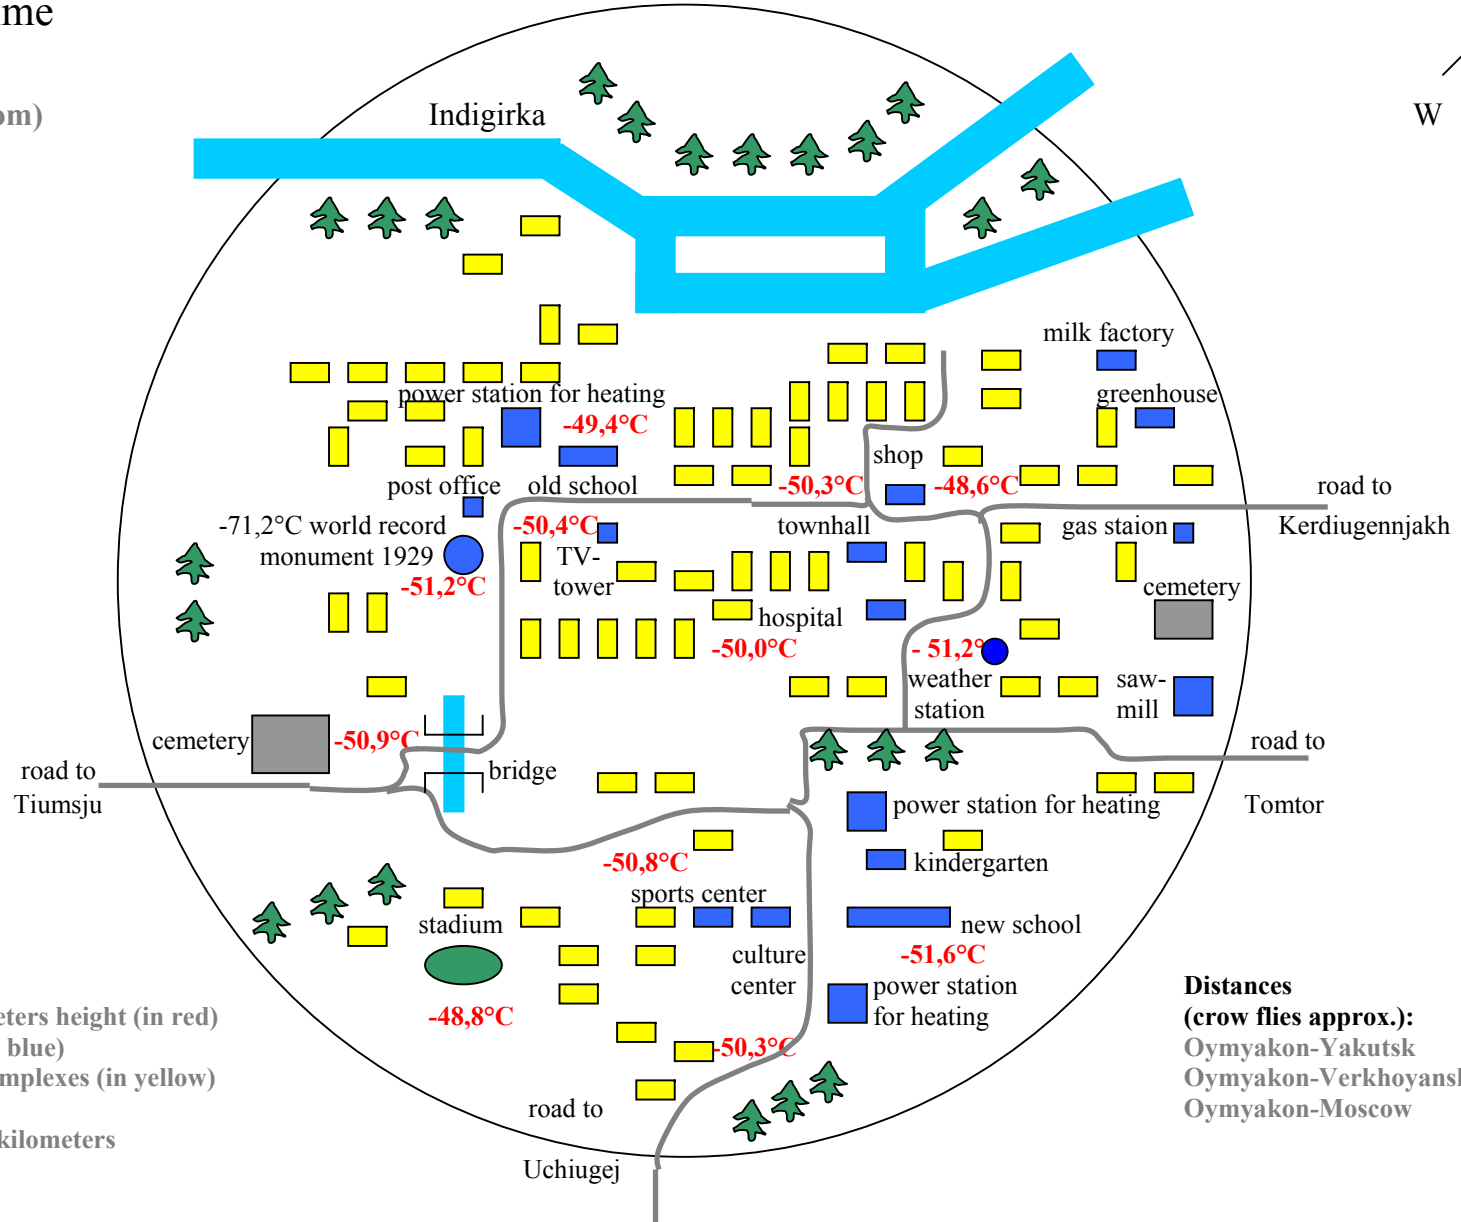 Indigirka
W
milk factory
power station for heating
greenhouse
-49,4°C
shop
post office
old school
-50,3°C
-48,6°C
road to
-71,2°C world record
-50,4°C
townhall
gas staion
Kerdiugennjakh
monument 1929
TV-
tower
-51,2°C
cemetery
hospital
-50,0°C
- 51,2°
weather
station
saw-
mill
cemetery
-50,9°C
road to
road to
bridge
Tiumsju
power station for heating
Tomtor
-50,8°C
kindergarten
sports center
stadium
new school
culture
center
-51,6°C
power station
for heating
-48,8°C
-50,3°C
road to
Uchiugej
height (in red)
blue)
(in yellow)
kilometers
Distances
(crow flies approx.):
Oymyakon-Yakutsk
Oymyakon-Verkhoyansk
Oymyakon-Moscow